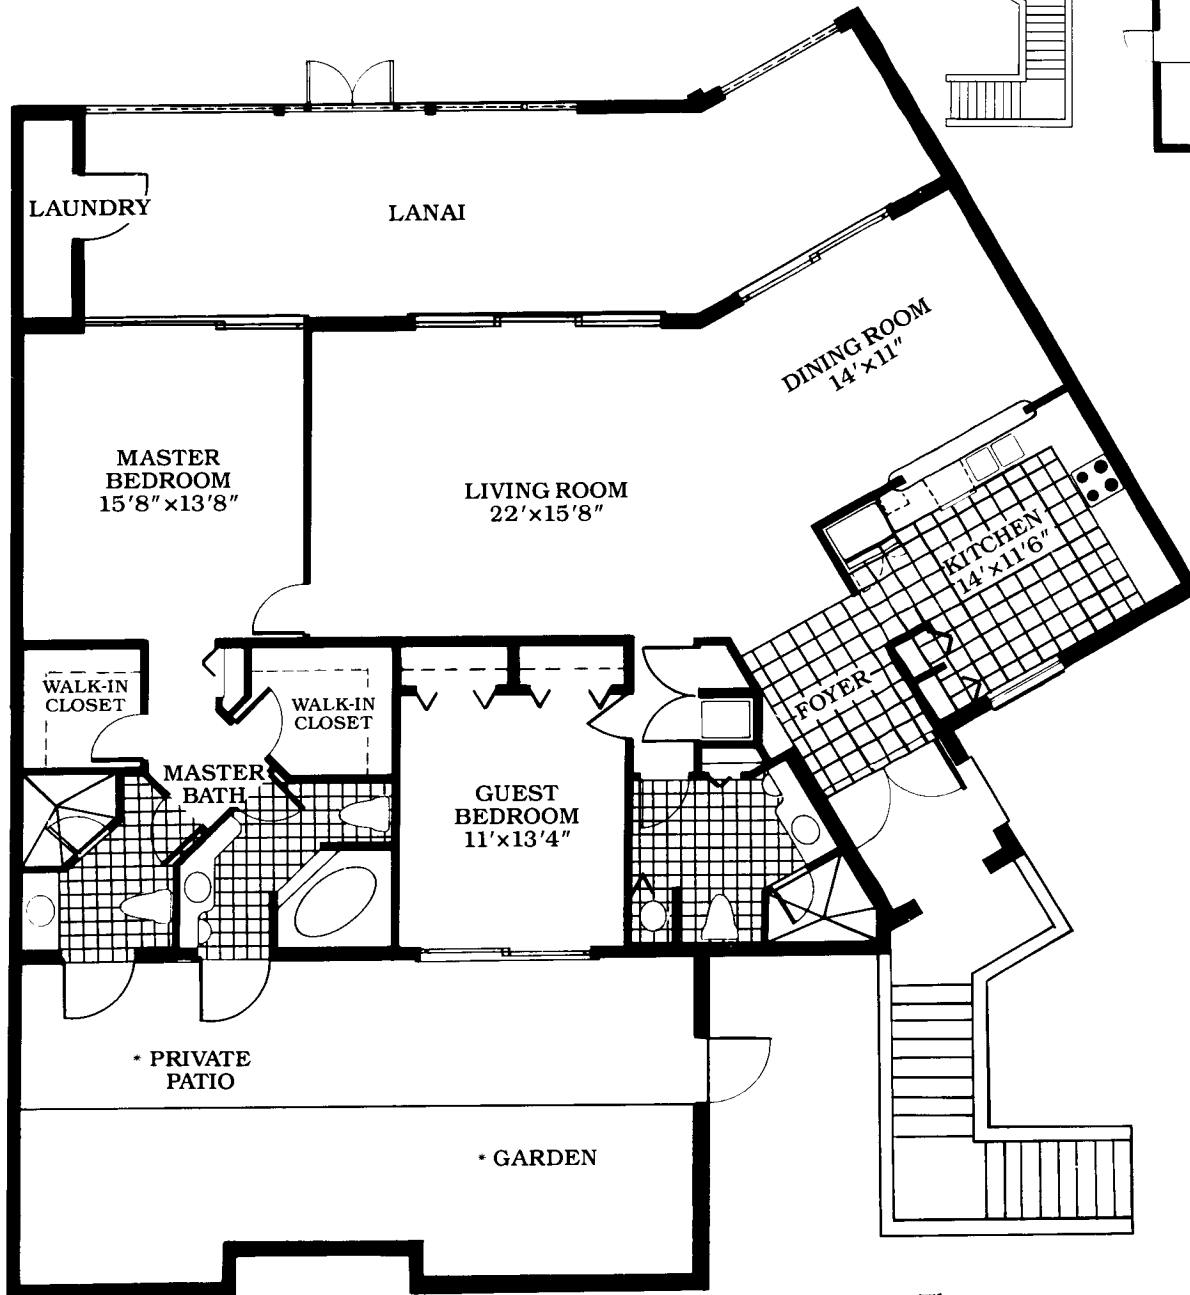 LAUNDRY
LANAI
DINING ROOM
14'×11"
MASTER
BEDROOM
15'8"×13'8"
LIVING ROOM
22'×15'8"
KITCHEN
14'×11'6"
WALK-IN
CLOSET
WALK-IN
CLOSET
FOYER
MASTER
BATH
GUEST
BEDROOM
11'×13'4"
* PRIVATE
PATIO
* GARDEN